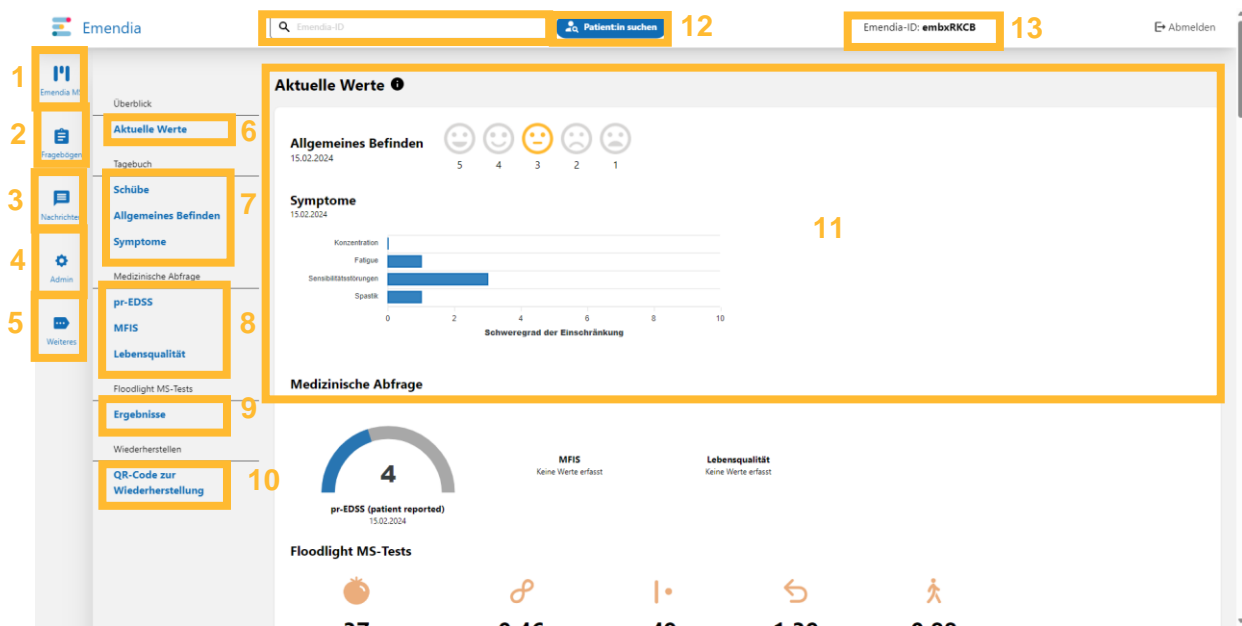 Emendia
Emendia-ID
Patient:in suchen
12
Emendia-ID: embxRKCB
13
Abmelden
1
Emendia MS
2
Fragebögen
3
Nachrichten
4
Admin
5
Weiteres
Überblick
Aktuelle Werte
6
Tagebuch
Schübe
7
Allgemeines Befinden
Symptome
Medizinische Abfrage
pr-EDSS
8
MFIS
Lebensqualität
Floodlight MS-Tests
Ergebnisse
9
Wiederherstellen
QR-Code zur
Wiederherstellung
10
Aktuelle Werte
11
Allgemeines Befinden
15.02.2024
5 4 3 2 1
Symptome
15.02.2024
Konzentration
Fatigue
Sensibilitätsstörungen
Spastik
0 2 4 6 8 10
Schweregrad der Einschränkung
Medizinische Abfrage
4
pr-EDSS (patient reported)
15.02.2024
MFIS
Keine Werte erfasst
Lebensqualität
Keine Werte erfasst
Floodlight MS-Tests